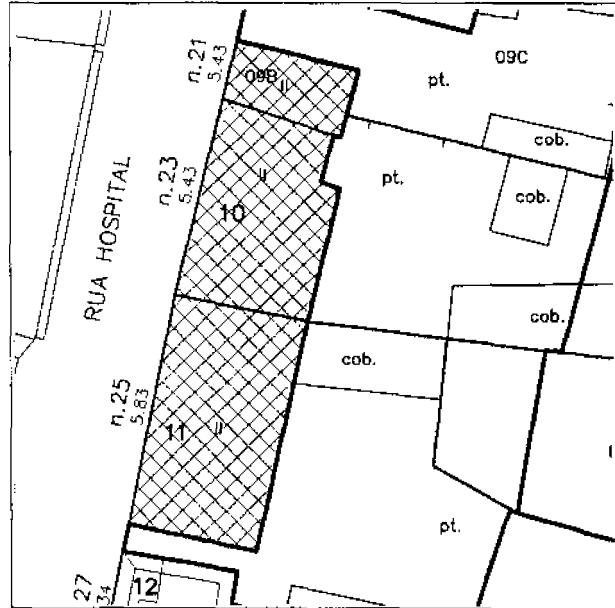 n.21
5.43
09B
II
09C
pt.
cob.
n.23
5.43
II
10
pt.
cob.
RUA HOSPITAL
cob.
cob.
n.25
5.83
11
II
pt.
27
34
12